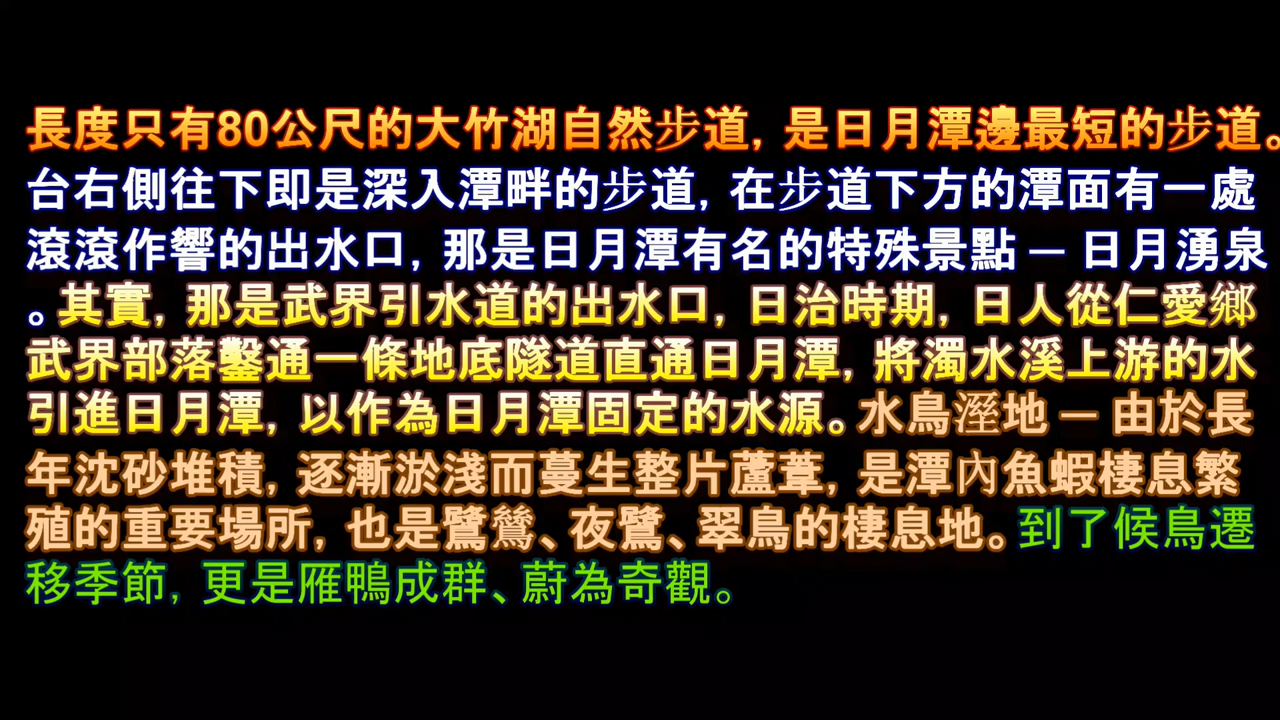 長度只有80公尺的大竹湖自然步道, 是日月潭邊最短的步道。
台右側往下即是深入潭畔的步道, 在步道下方的潭面有一處
滾滾作響的出水口, 那是日月潭有名的特殊景點 — 日月湧泉
。其實, 那是武界引水道的出水口, 日治時期, 日人從仁愛鄉
武界部落鑿通一條地底隧道直通日月潭, 將濁水溪上游的水
引進日月潭, 以作為日月潭固定的水源。水鳥溼地 — 由於長
年沈砂堆積, 逐漸淤淺而蔓生整片蘆葦, 是潭內魚蝦棲息繁
殖的重要場所, 也是鷺鷥、夜鷺、翠鳥的棲息地。到了候鳥遷
移季節, 更是雁鴨成群、蔚為奇觀。